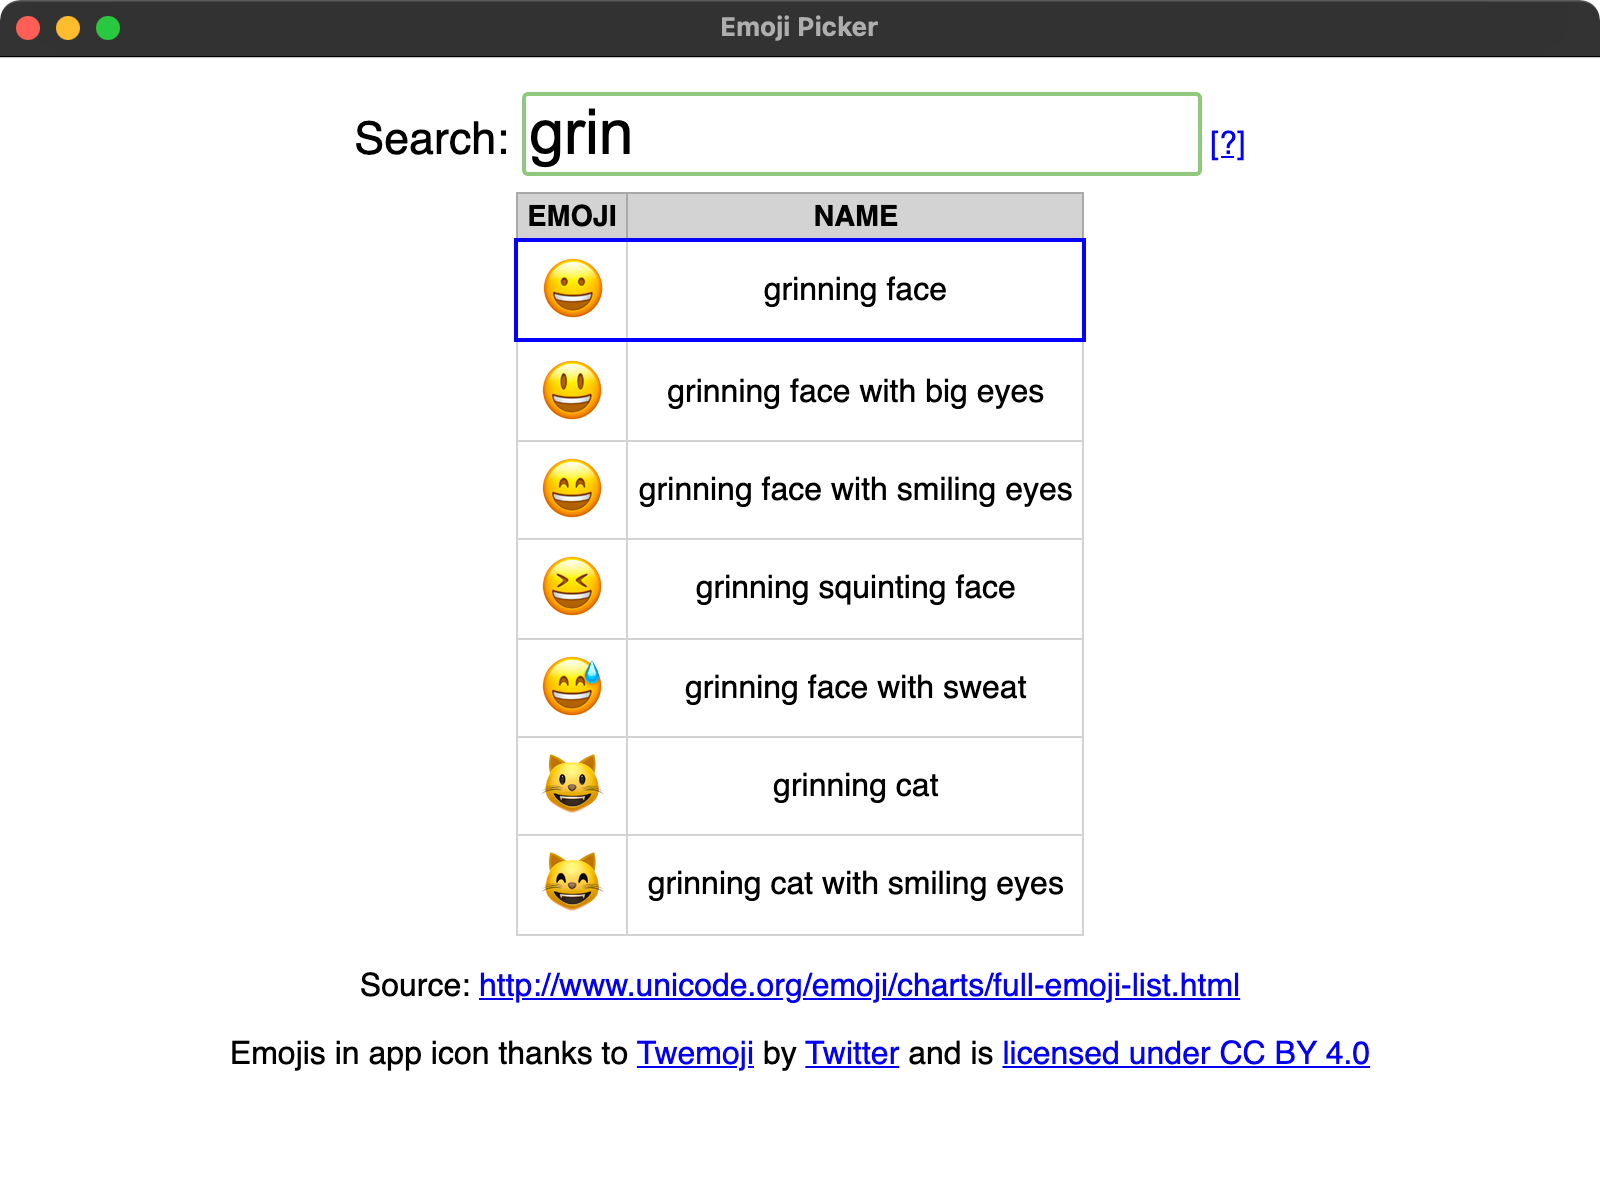 Emoji Picker
Search: grin [?]
EMOJI NAME
😀 grinning face
😃 grinning face with big eyes
😄 grinning face with smiling eyes
😆 grinning squinting face
😅 grinning face with sweat
😺 grinning cat
😸 grinning cat with smiling eyes
Source: http://www.unicode.org/emoji/charts/full-emoji-list.html
Emojis in app icon thanks to Twemoji by Twitter and is licensed under CC BY 4.0